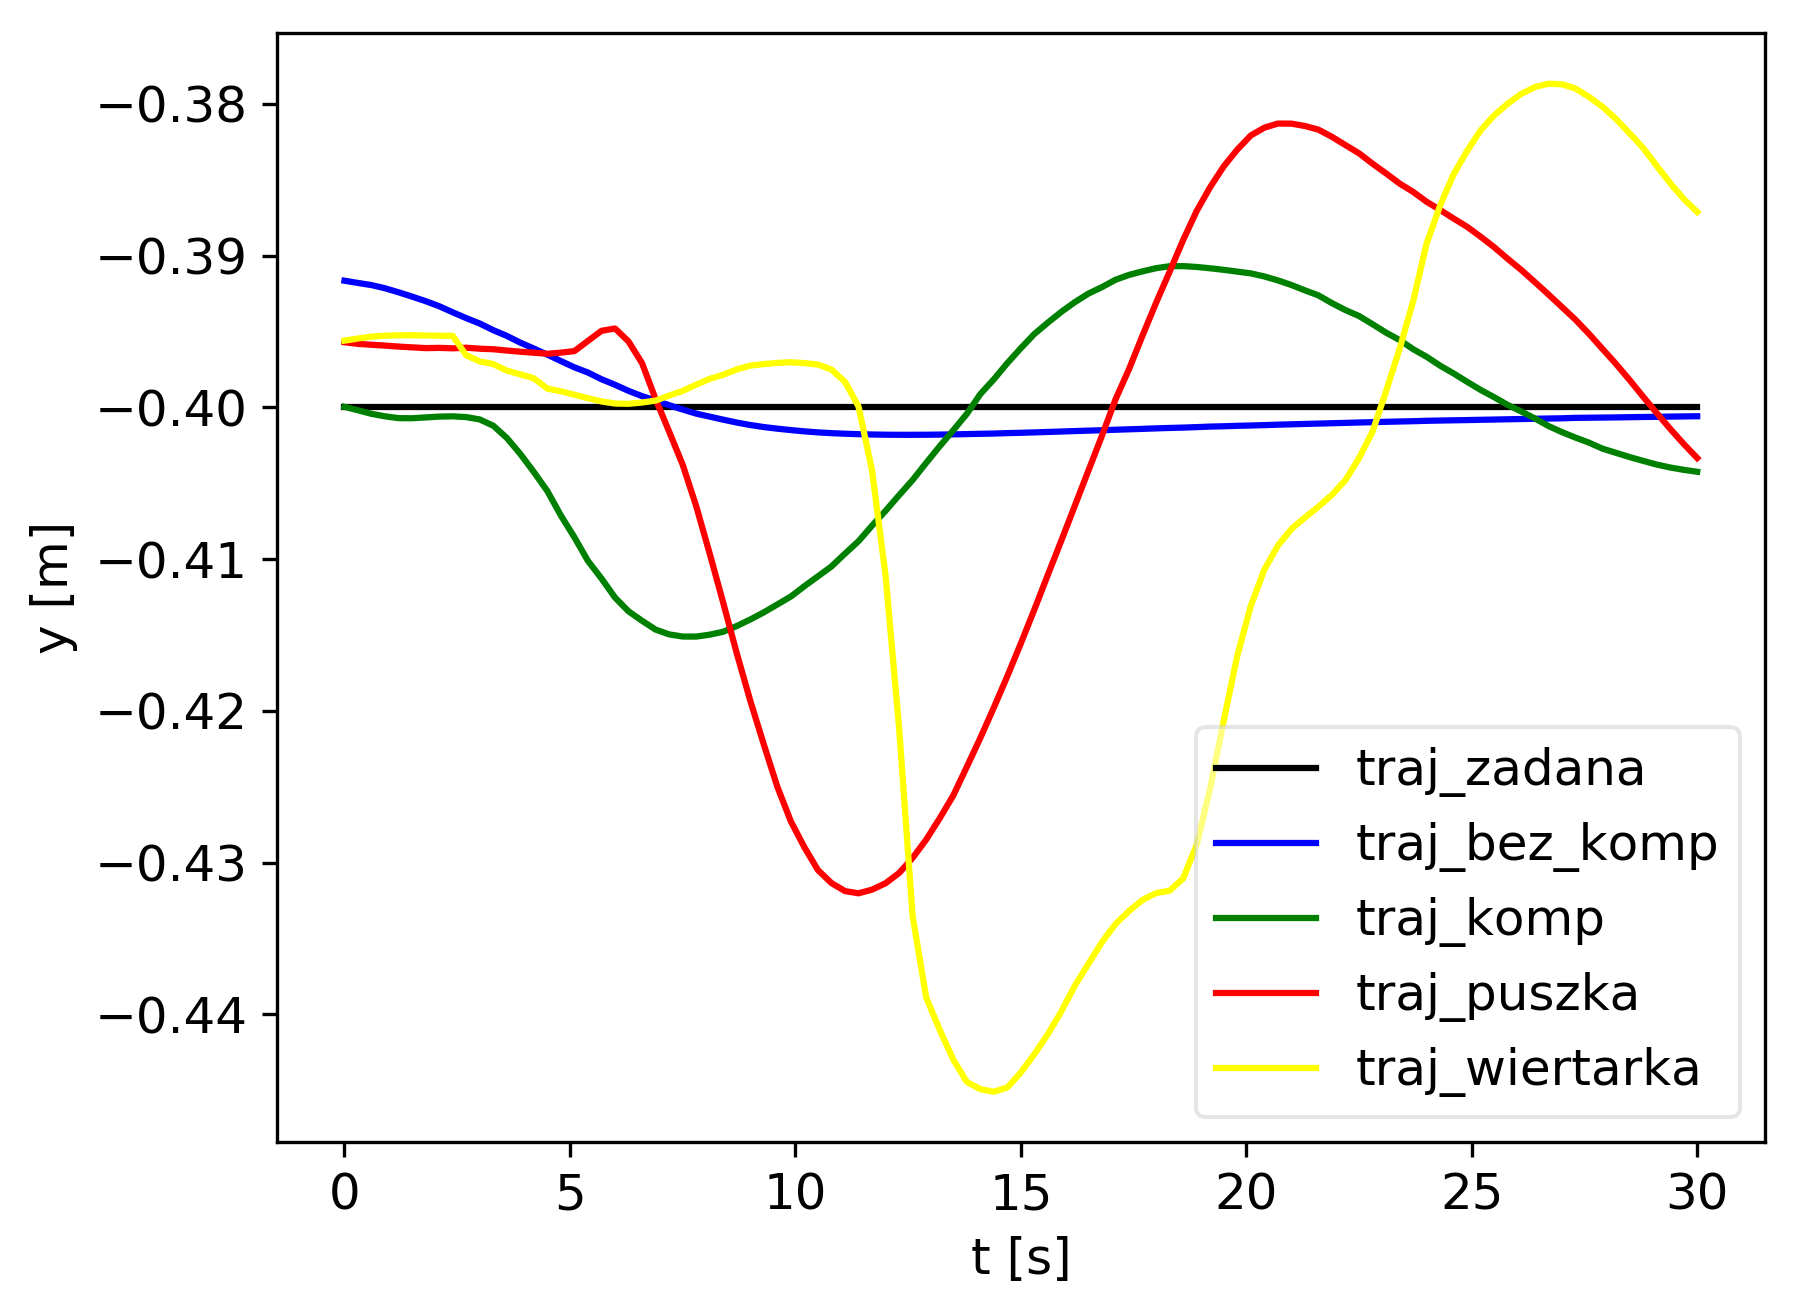 −0.38
−0.39
−0.40
−0.41
−0.42
−0.43
−0.44
y [m]
0 5 10 15 20 25 30
t [s]
traj_zadana
traj_bez_komp
traj_komp
traj_puszka
traj_wiertarka